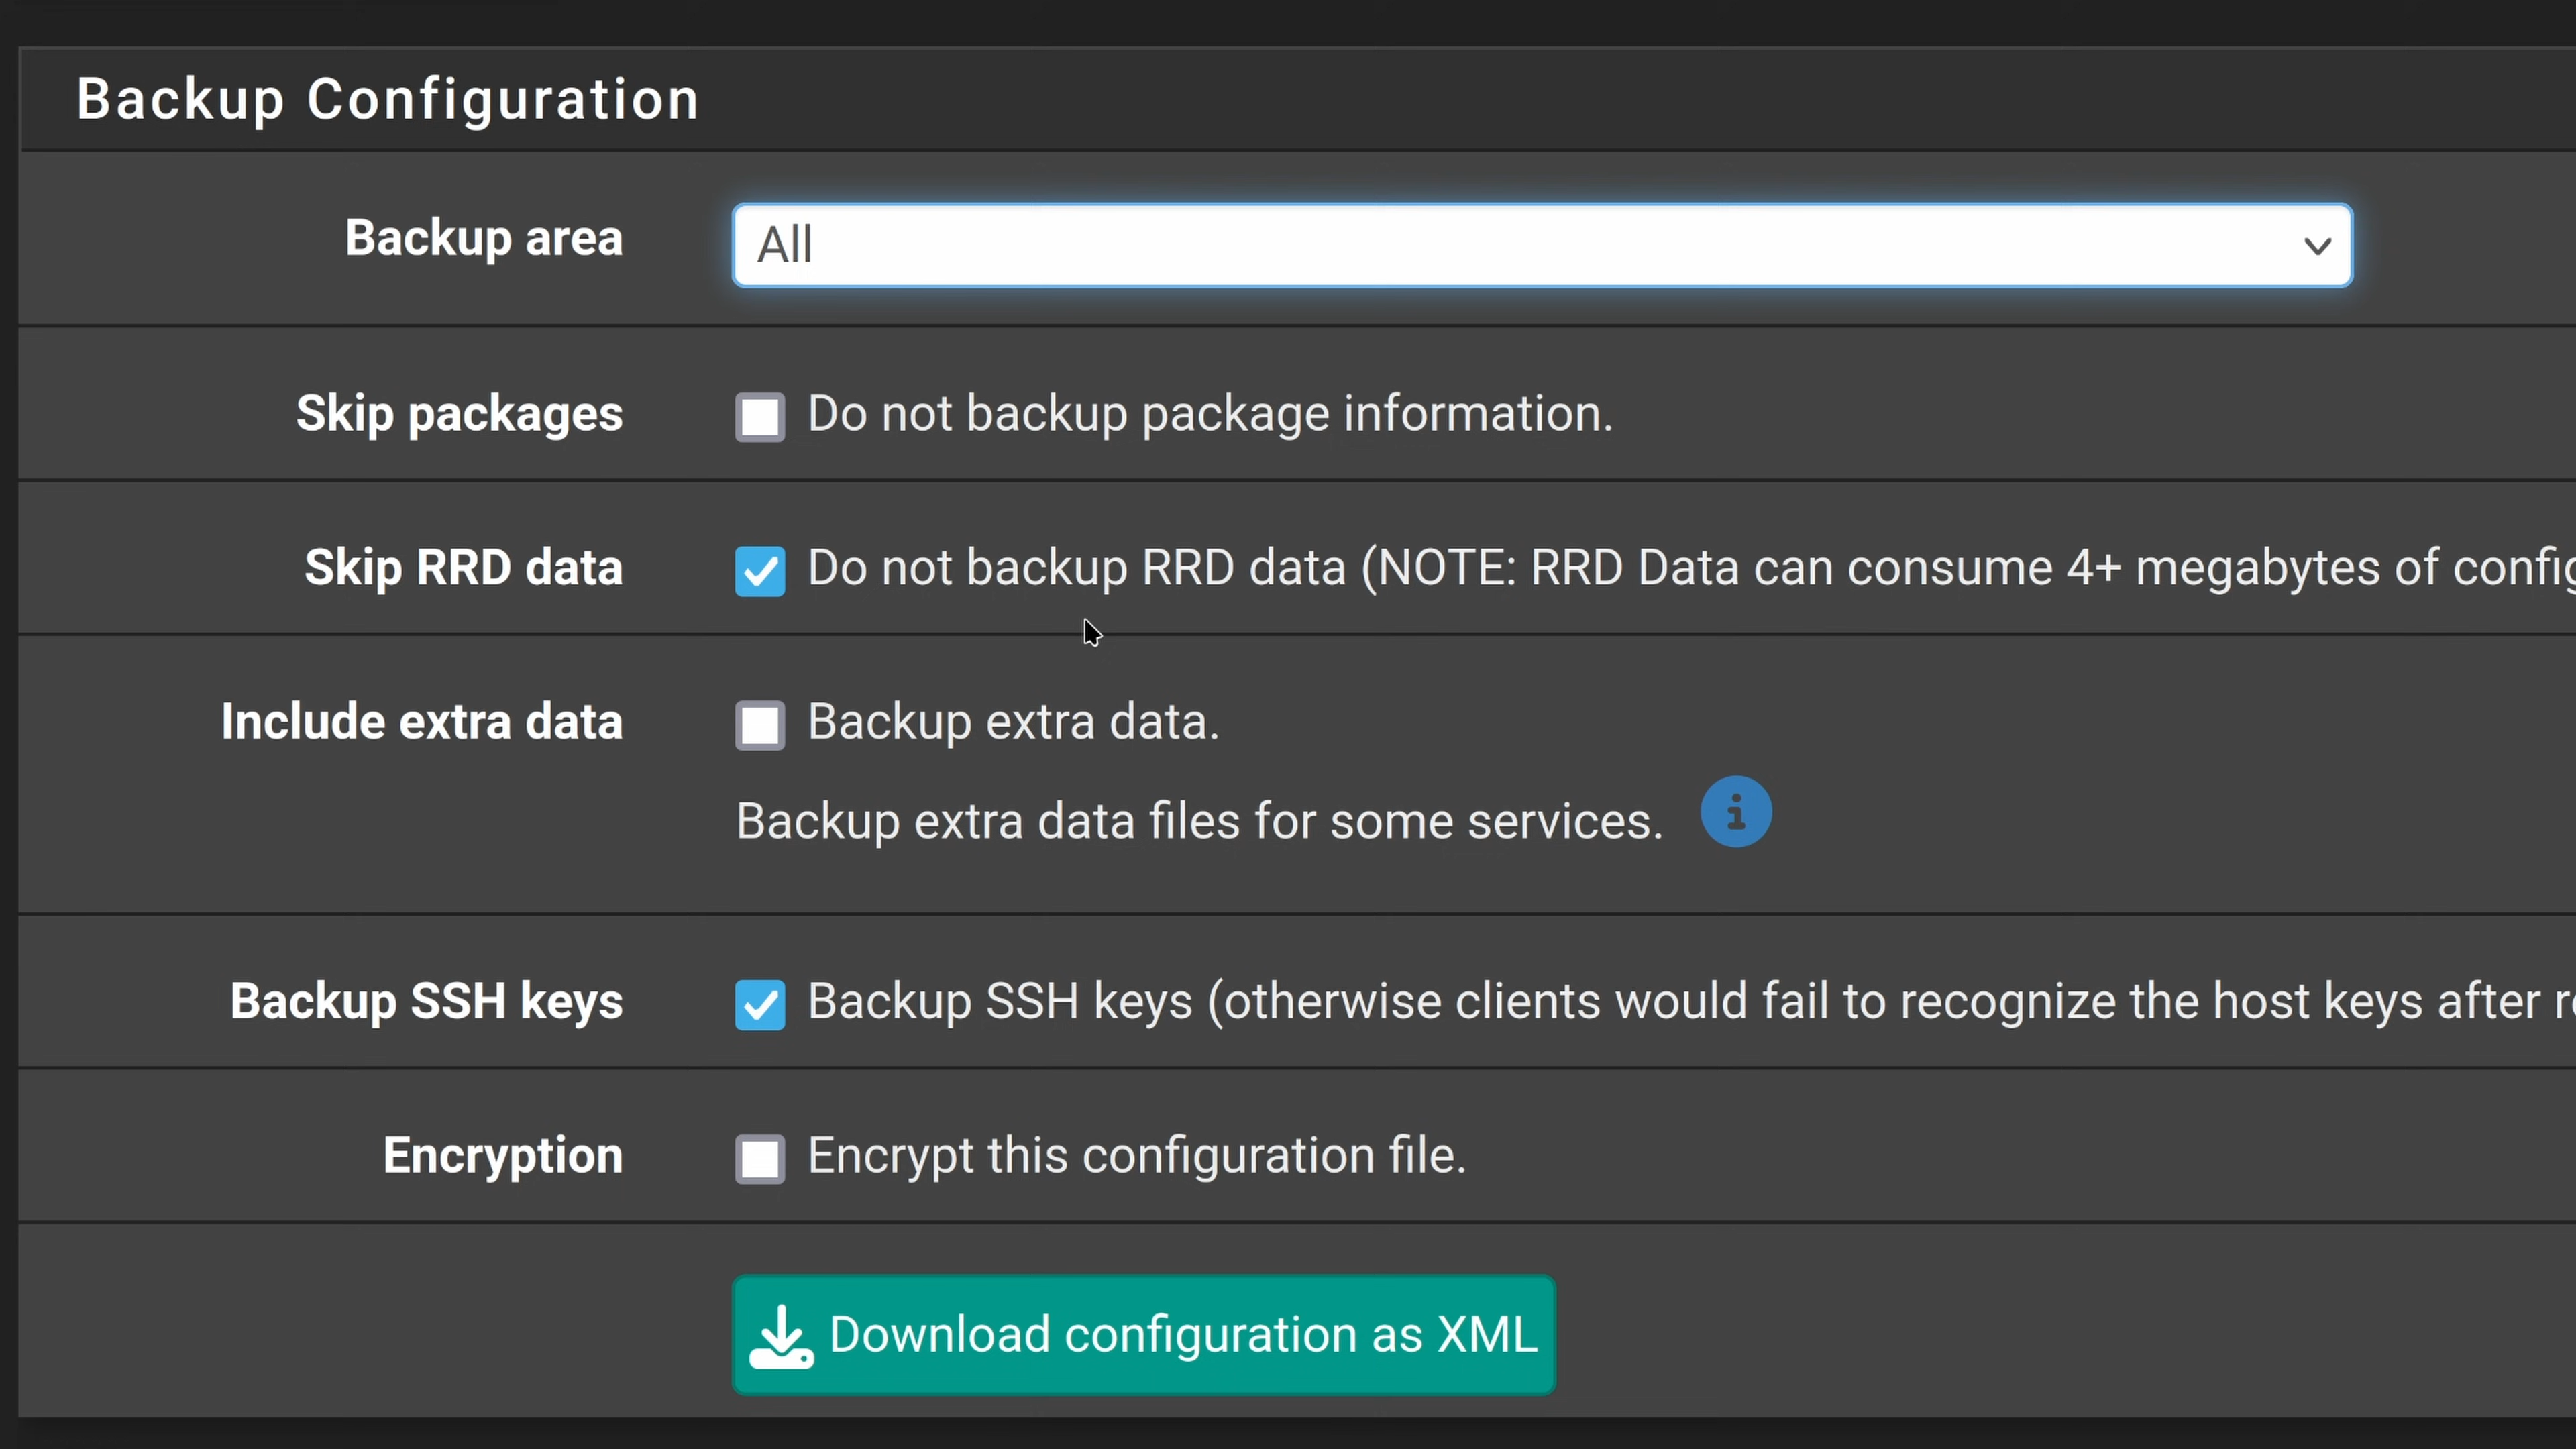 Backup Configuration
Backup area
All
Skip packages
Do not backup package information.
Skip RRD data
Do not backup RRD data (NOTE: RRD Data can consume 4+ megabytes of
Include extra data
Backup extra data.
Backup extra data files for some services.
Backup SSH keys
Backup SSH keys (otherwise clients would fail to recognize the host keys after
Encryption
Encrypt this configuration file.
Download configuration as XML